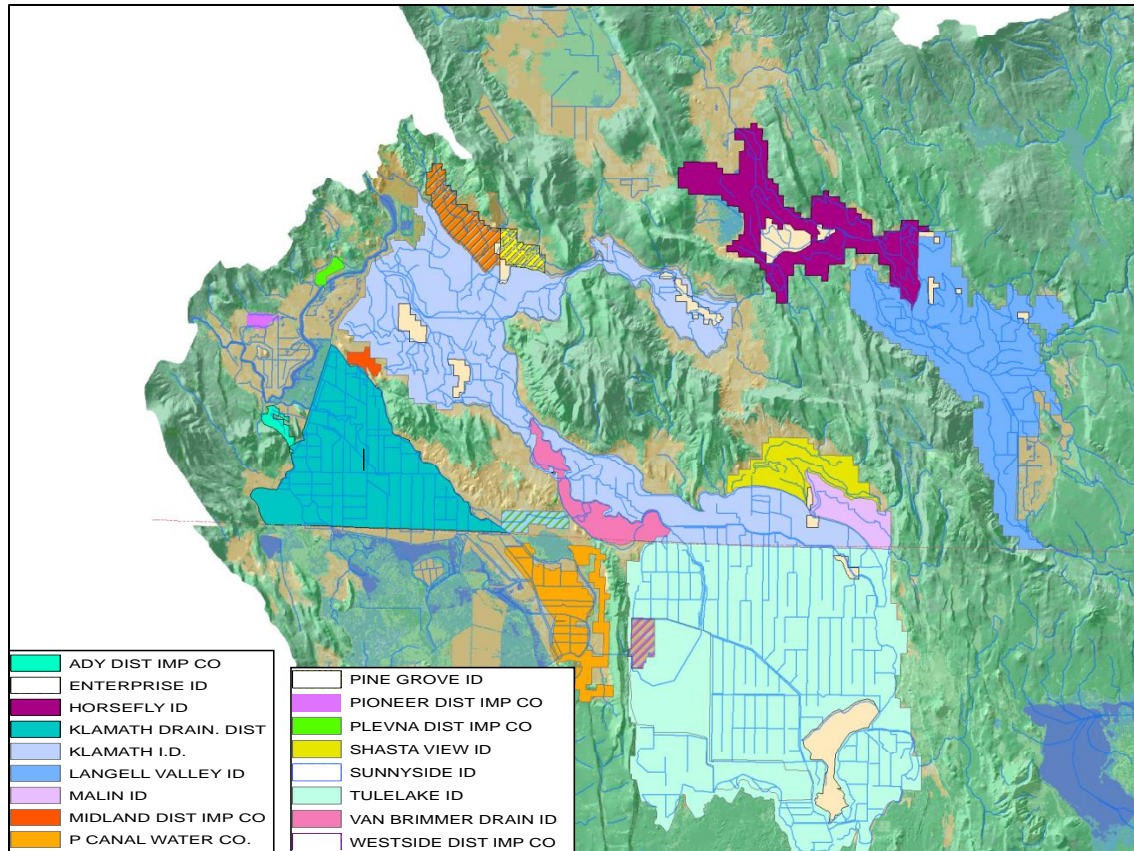 ADY DIST IMP CO
ENTERPRISE ID
HORSEFLY ID
KLAMATH DRAIN. DIST
KLAMATH I.D.
LANGELL VALLEY ID
MALIN ID
MIDLAND DIST IMP CO
P CANAL WATER CO.
PINE GROVE ID
PIONEER DIST IMP CO
PLEVNA DIST IMP CO
SHASTA VIEW ID
SUNNYSIDE ID
TULELAKE ID
VAN BRIMMER DRAIN ID
WESTSIDE DIST IMP CO